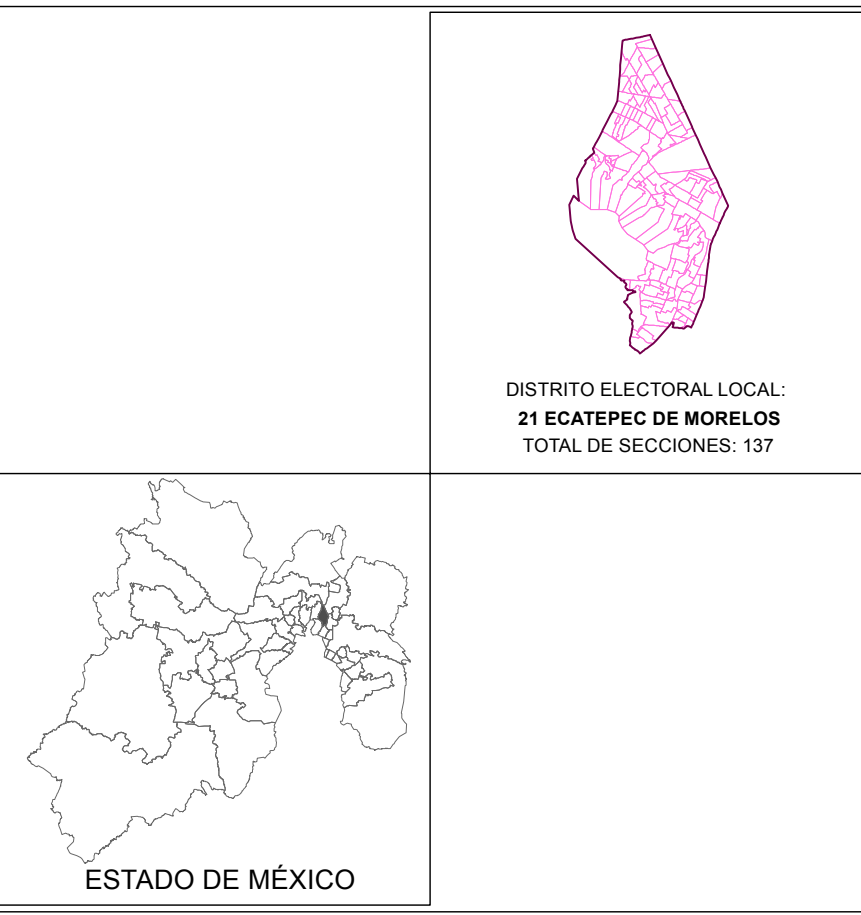 DISTRITO ELECTORAL LOCAL:
21 ECATEPEC DE MORELOS
TOTAL DE SECCIONES: 137
ESTADO DE MÉXICO